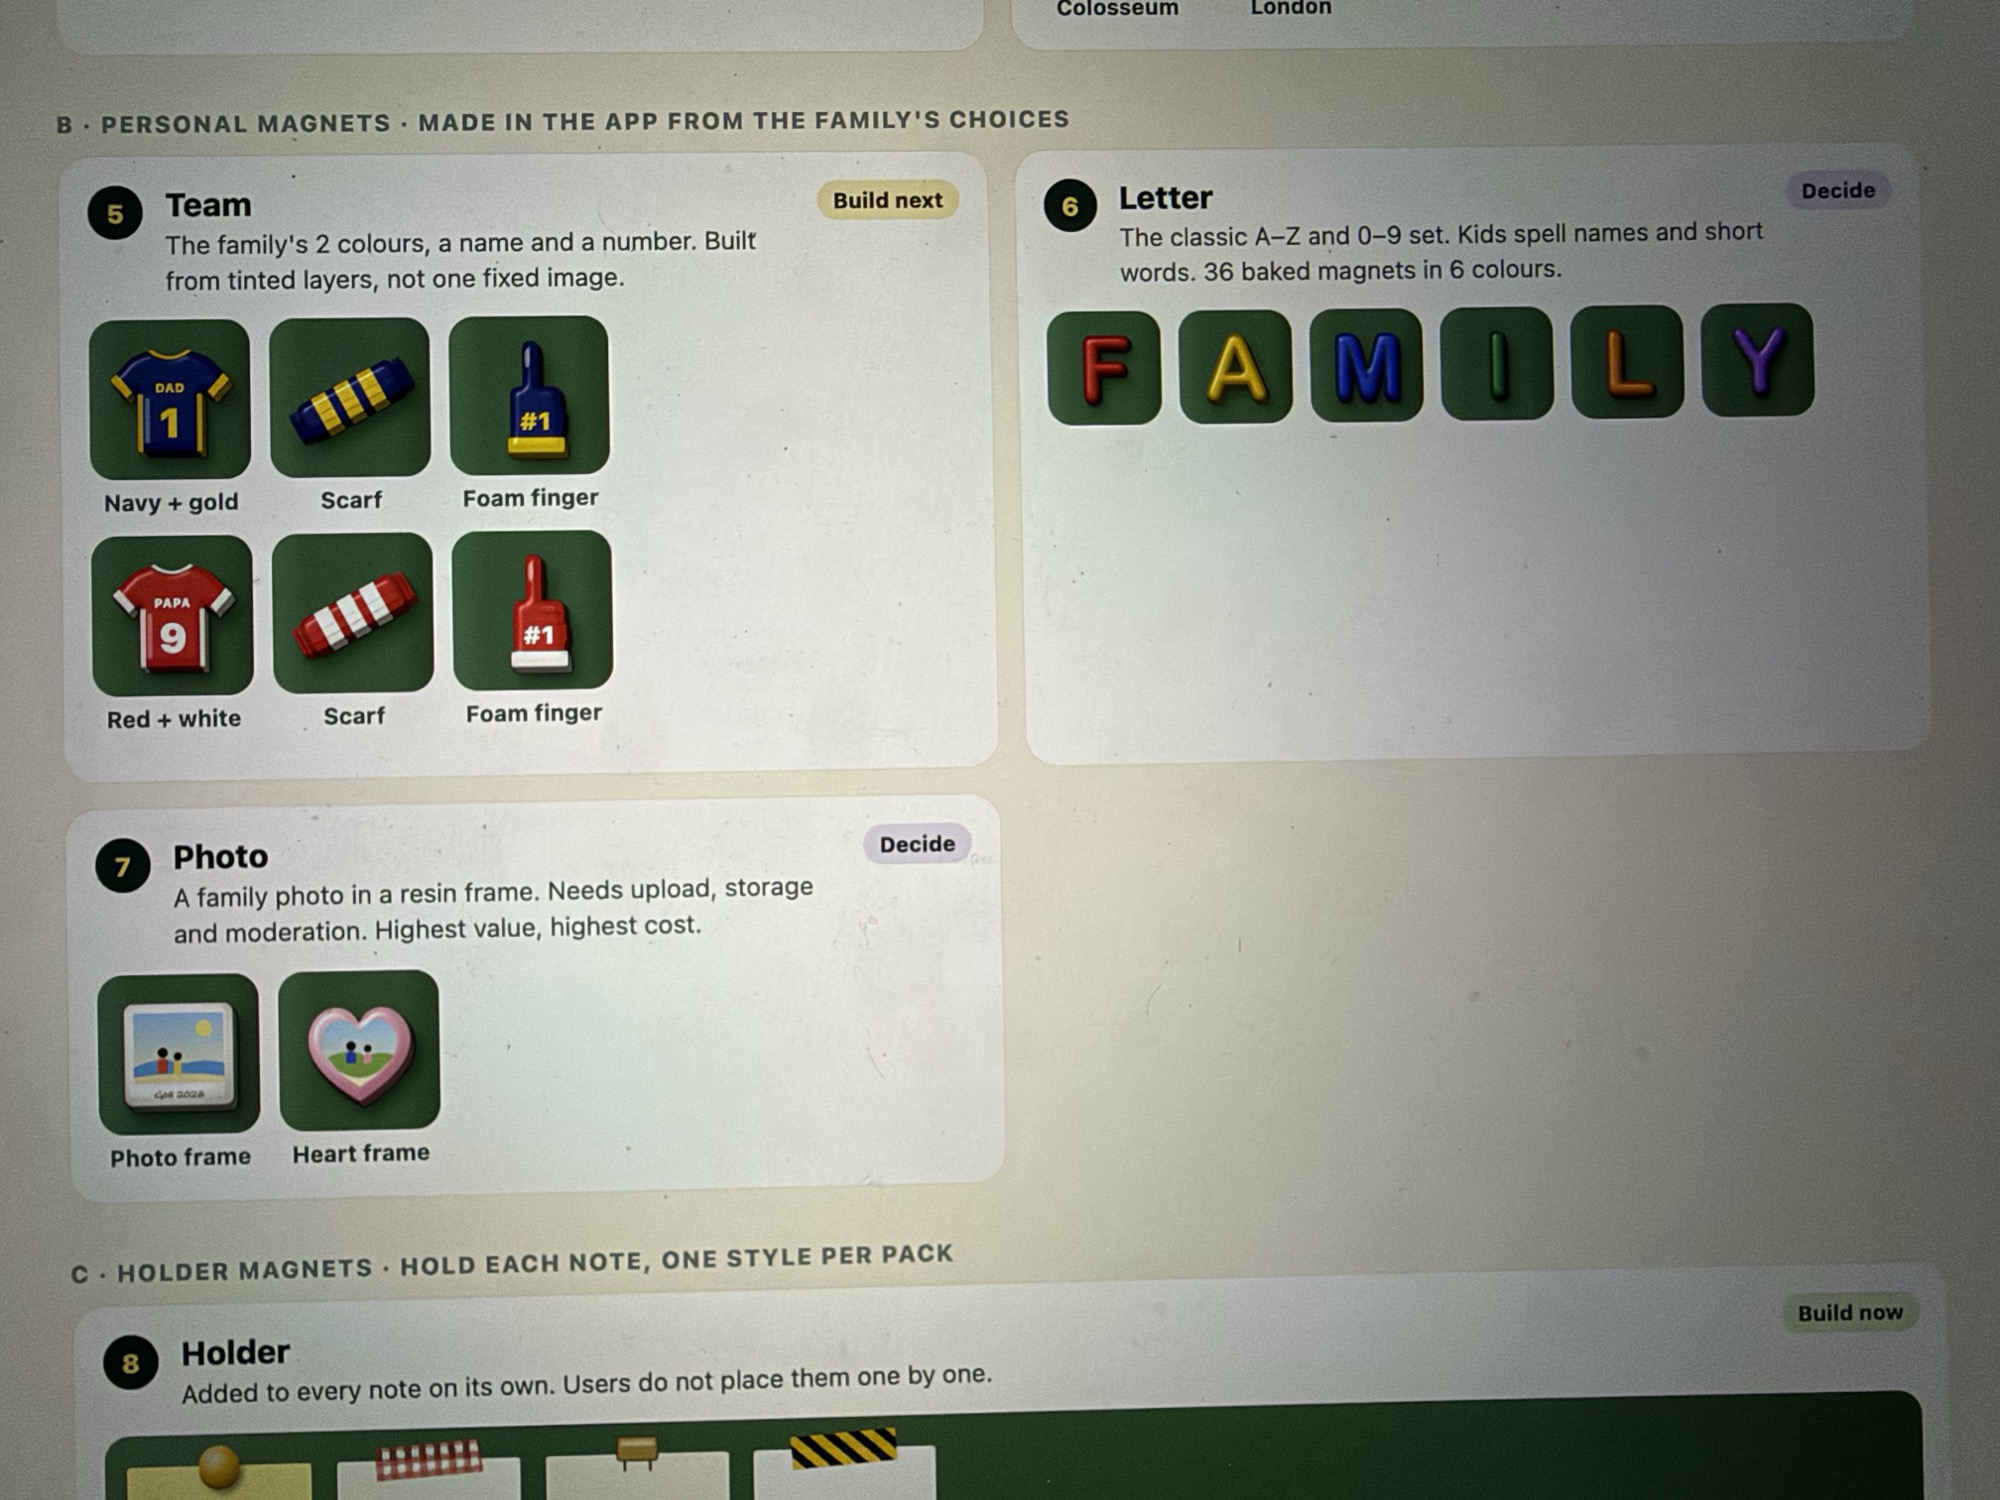 Colosseum
London
B · PERSONAL MAGNETS · MADE IN THE APP FROM THE FAMILY'S CHOICES
5
Team
Build next
The family's 2 colours, a name and a number. Built
from tinted layers, not one fixed image.
DAD
1
#1
Navy + gold
Scarf
Foam finger
PAPA
9
#1
Red + white
Scarf
Foam finger
6
Letter
Decide
The classic A–Z and 0–9 set. Kids spell names and short
words. 36 baked magnets in 6 colours.
F A M I L Y
7
Photo
Decide
A family photo in a resin frame. Needs upload, storage
and moderation. Highest value, highest cost.
2026
Photo frame
Heart frame
C · HOLDER MAGNETS · HOLD EACH NOTE, ONE STYLE PER PACK
8
Holder
Build now
Added to every note on its own. Users do not place them one by one.